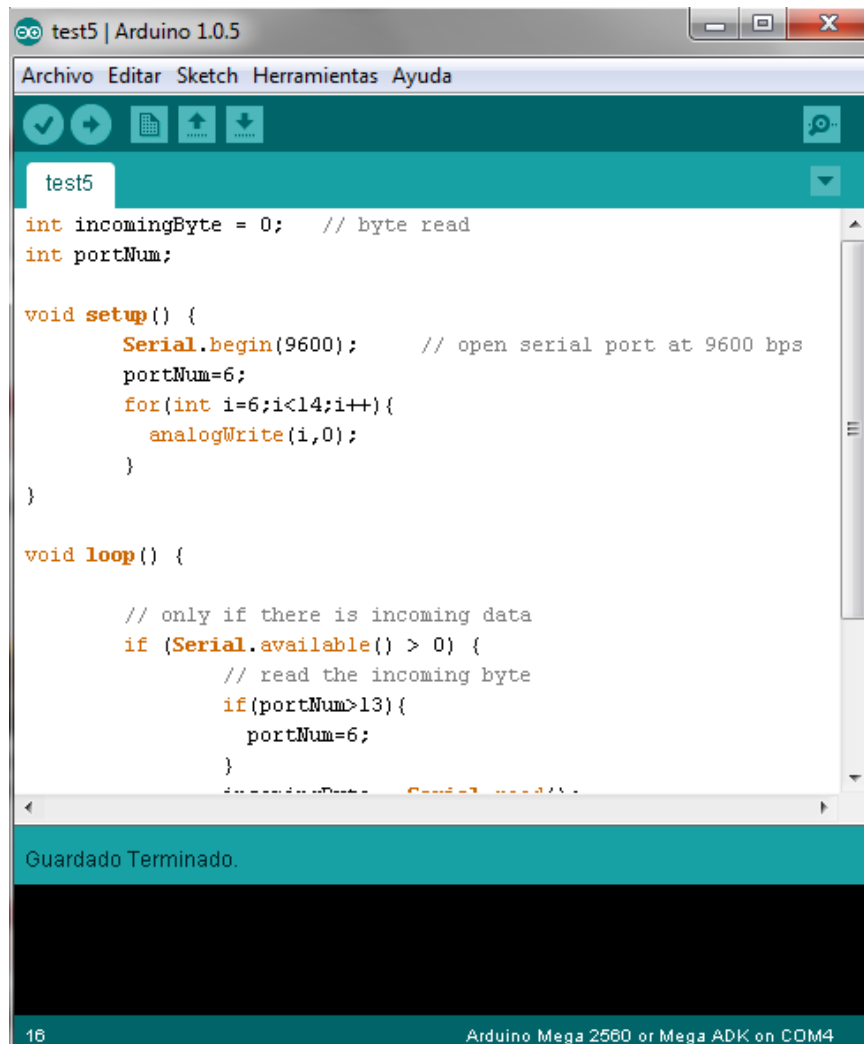 test5 | Arduino 1.0.5
Archivo Editar Sketch Herramientas Ayuda
test5
int incomingByte = 0;   // byte read
int portNum;
void setup() {
        Serial.begin(9600);      // open serial port at 9600 bps
        portNum=6;
        for(int i=6;i<14;i++){
          analogWrite(i,0);
        }
}
void loop() {
        // only if there is incoming data
        if (Serial.available() > 0) {
                // read the incoming byte
                if(portNum>13){
                  portNum=6;
                }
                incomingByte = Serial.read();
Guardado Terminado.
16
Arduino Mega 2560 or Mega ADK on COM4